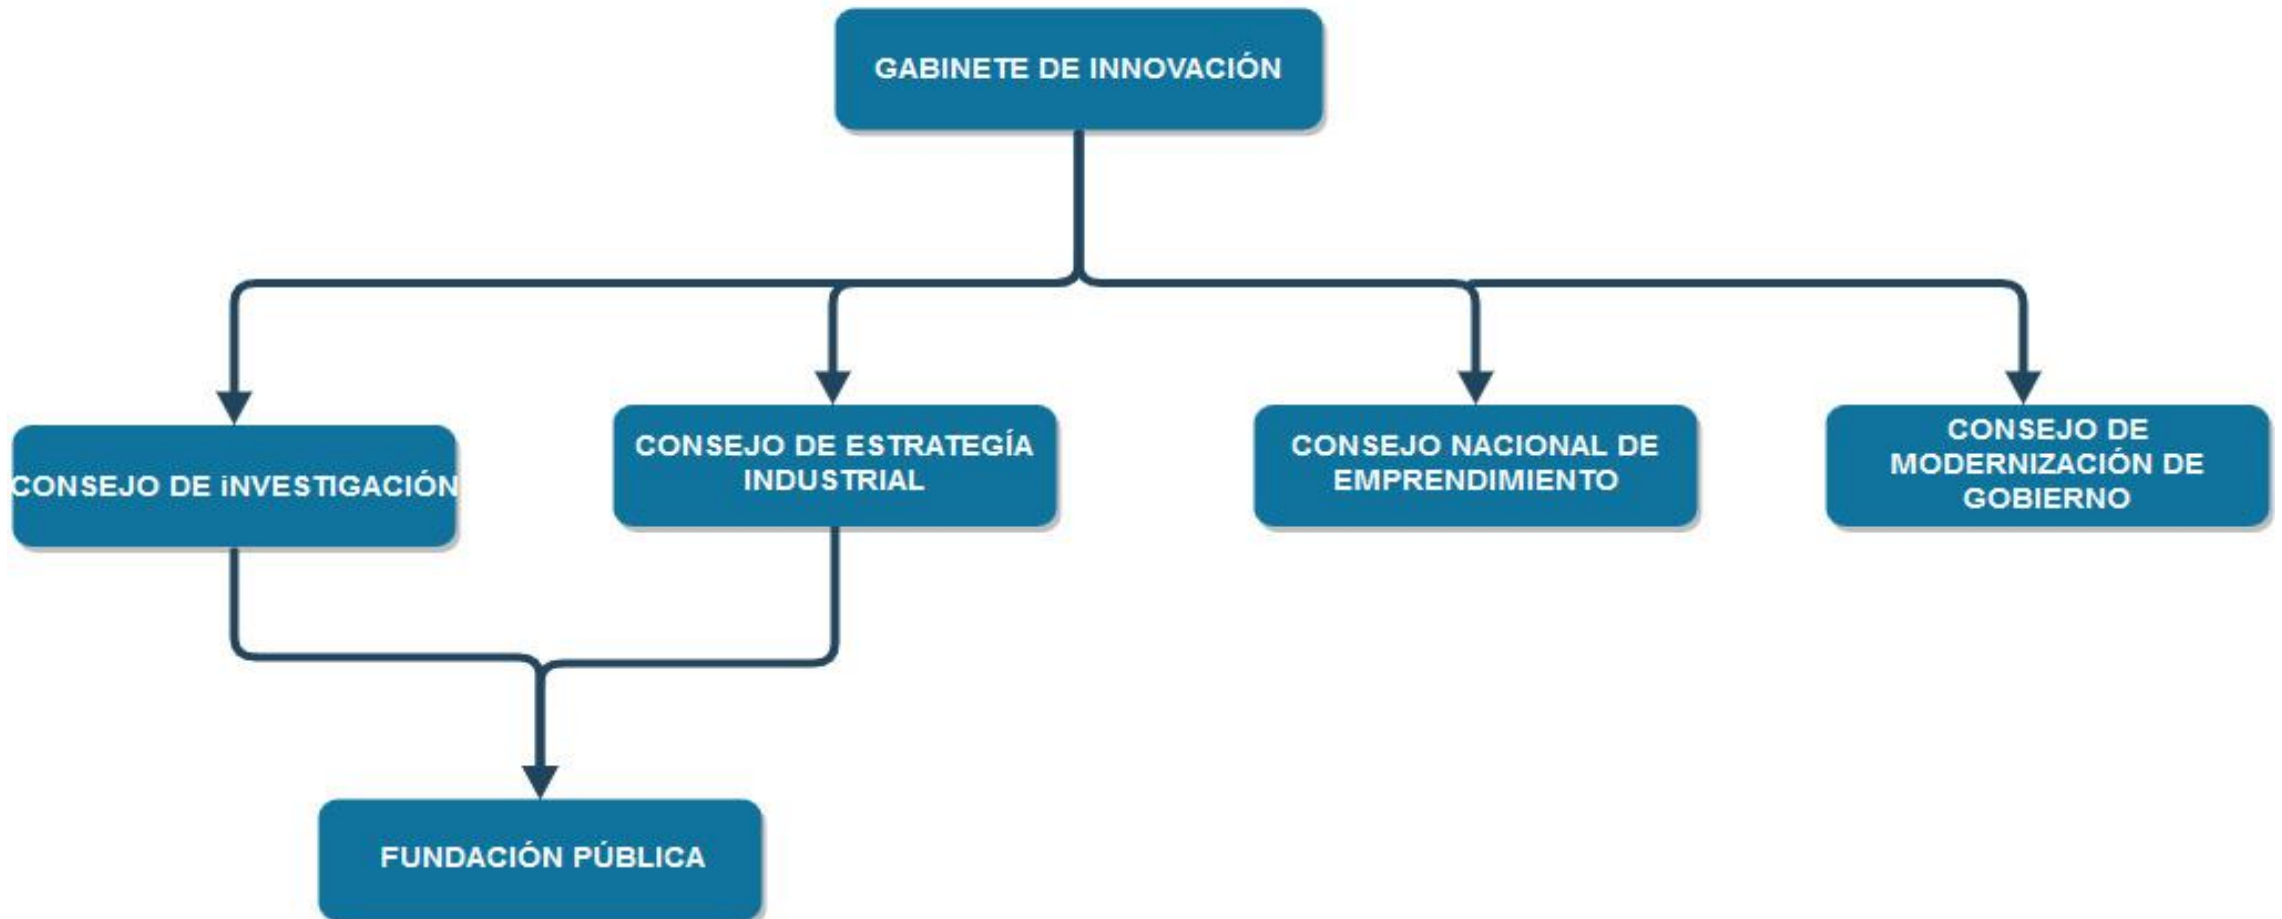 GABINETE DE INNOVACIÓN
CONSEJO DE iNVESTIGACIÓN
CONSEJO DE ESTRATEGÍA
INDUSTRIAL
CONSEJO NACIONAL DE
EMPRENDIMIENTO
CONSEJO DE
MODERNIZACIÓN DE
GOBIERNO
FUNDACIÓN PÚBLICA